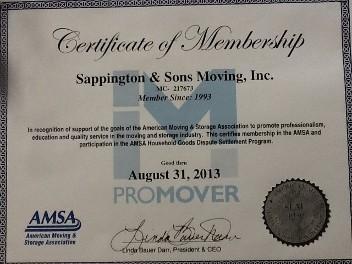 Certificate of Membership
Sappington & Sons Moving, Inc.
MC- 217673
Member Since: 1993
In recognition of support of the goals of the American Moving & Storage Association to promote professionalism,
education and quality service in the moving and storage industry. This certifies membership in the AMSA and
participation in the AMSA Household Goods Dispute Settlement Program.
Good thru
August 31, 2013
PROMOVER
AMSA
American Moving &
Storage Association
Linda Bauer Darr, President & CEO